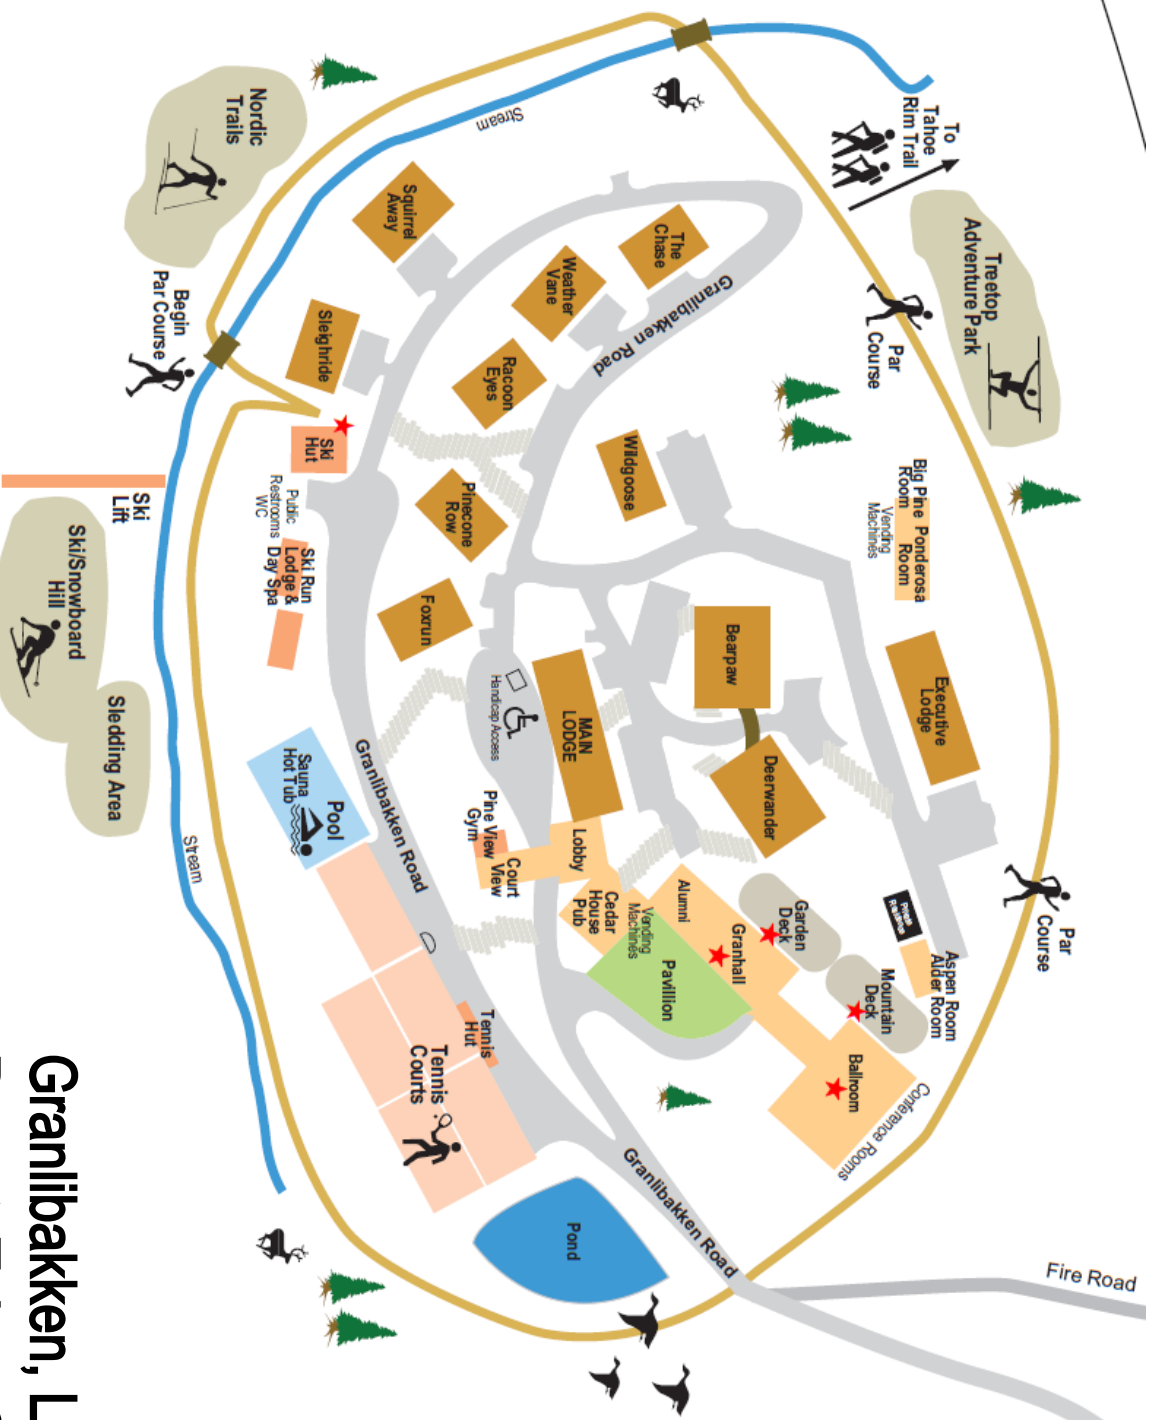 To
Tahoe
Rim Trail
Treetop
Adventure Park
Par
Course
Nordic
Trails
Stream
Squirrel
Away
The
Chase
Weather
Vane
Granlibakken Road
Begin
Par Course
Sleighride
Racoon
Eyes
Ski
Hut
Wildgoose
Pinecone
Row
Big Pine
Room
Ponderosa
Room
Vending
Machines
Public
Restrooms
WC
Ski
Lift
Ski/Snowboard
Hill
Ski Run
Lodge &
Day Spa
Foxrun
Bearpaw
Executive
Lodge
MAIN
LODGE
Handicap Access
Sledding Area
Deerwander
Granlibakken Road
Pool
Sauna
Hot Tub
Pine View
Gym
Court
View
Lobby
Stream
Cedar
House
Pub
Vending
Machines
Alumni
Granhall
Garden
Deck
Pavillion
Mountain
Deck
Aspen Room
Alder Room
Par
Course
Tennis
Hut
Tennis
Courts
Ballroom
Conference Rooms
Granlibakken Road
Pond
Fire Road
Granlibakken, L